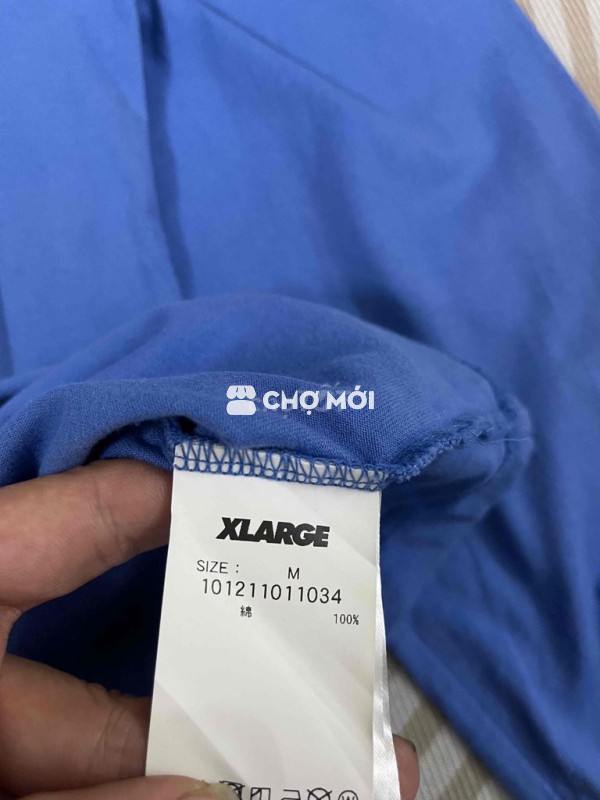 CHỢ MỚI
XLARGE
SIZE : M
101211011034
綿 100%